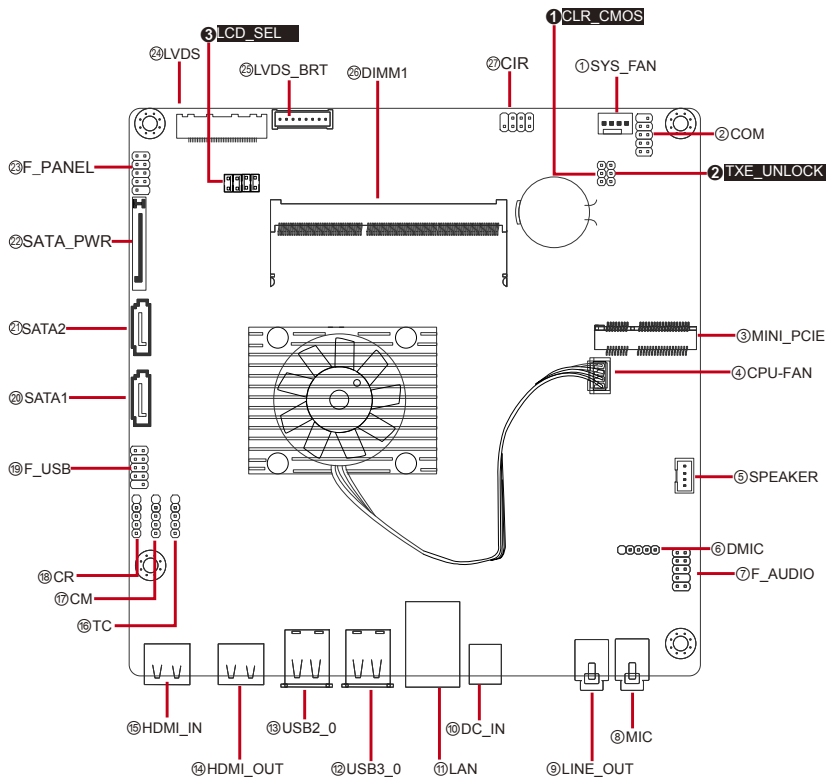 ❶CLR_CMOS
❸LCD_SEL
㉔LVDS
㉕LVDS_BRT
㉖DIMM1
㉗CIR
①SYS_FAN
②COM
㉓F_PANEL
❷TXE_UNLOCK
㉒SATA_PWR
㉑SATA2
③MINI_PCIE
④CPU-FAN
⑳SATA1
⑲F_USB
⑤SPEAKER
⑥DMIC
⑱CR
⑦F_AUDIO
⑰CM
⑯TC
⑮HDMI_IN
⑬USB2_0
⑩DC_IN
⑧MIC
⑭HDMI_OUT
⑫USB3_0
⑪LAN
⑨LINE_OUT